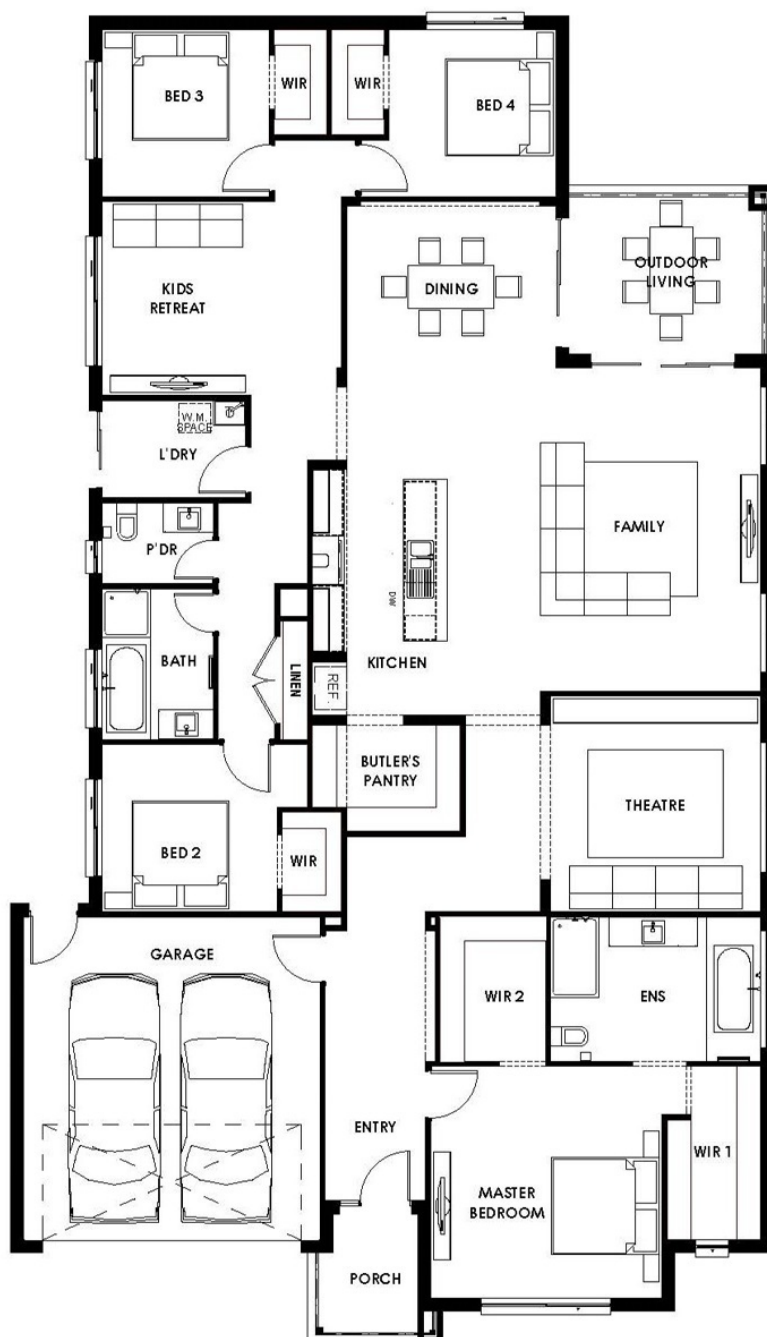 BED 3
WIR
WIR
BED 4
KIDS
RETREAT
DINING
OUTDOOR
LIVING
W.M.
SPACE
L'DRY
P'DR
FAMILY
DW
BATH
LINEN
KITCHEN
REF.
BUTLER'S
PANTRY
THEATRE
BED 2
WIR
GARAGE
WIR 2
ENS
ENTRY
WIR 1
MASTER
BEDROOM
PORCH